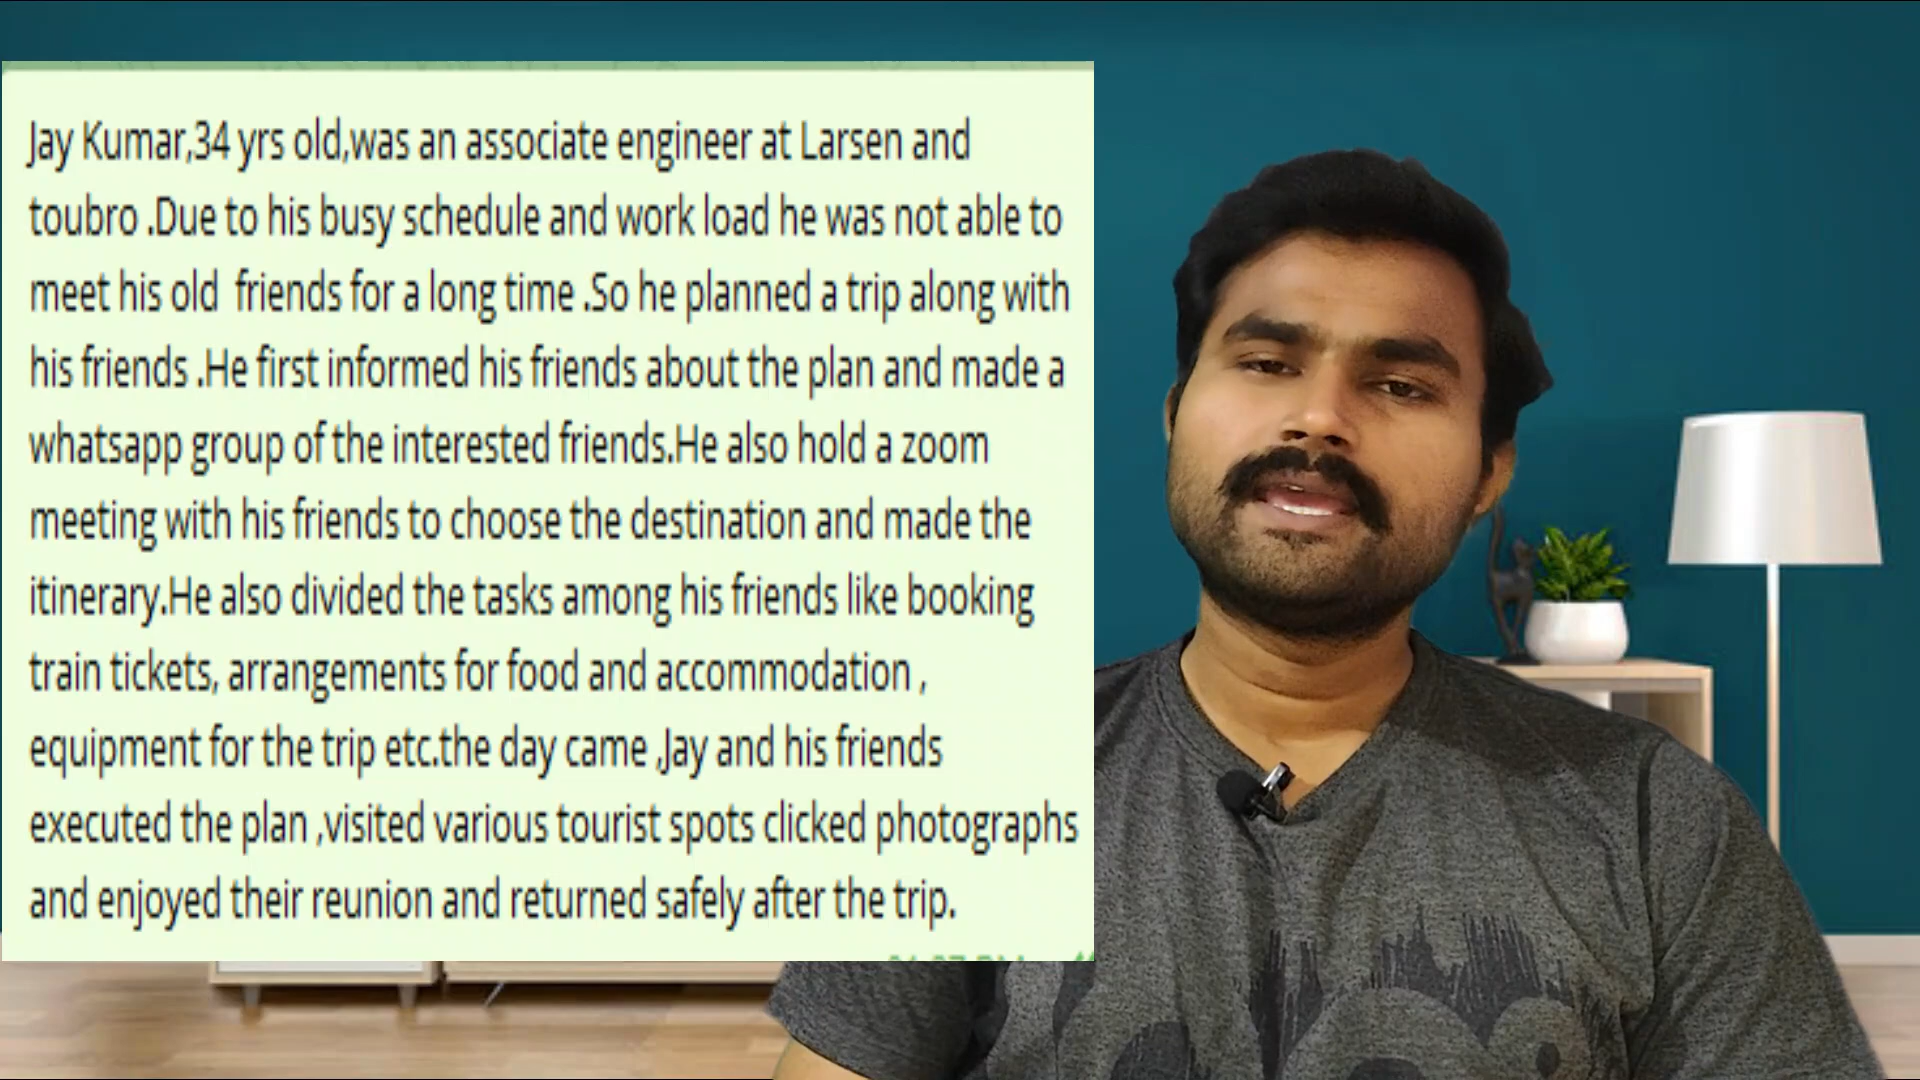 Jay Kumar,34 yrs old,was an associate engineer at Larsen and
toubro .Due to his busy schedule and work load he was not able to
meet his old  friends for a long time .So he planned a trip along with
his friends .He first informed his friends about the plan and made a
whatsapp group of the interested friends.He also hold a zoom
meeting with his friends to choose the destination and made the
itinerary.He also divided the tasks among his friends like booking
train tickets, arrangements for food and accommodation ,
equipment for the trip etc.the day came ,Jay and his friends
executed the plan ,visited various tourist spots clicked photographs
and enjoyed their reunion and returned safely after the trip.